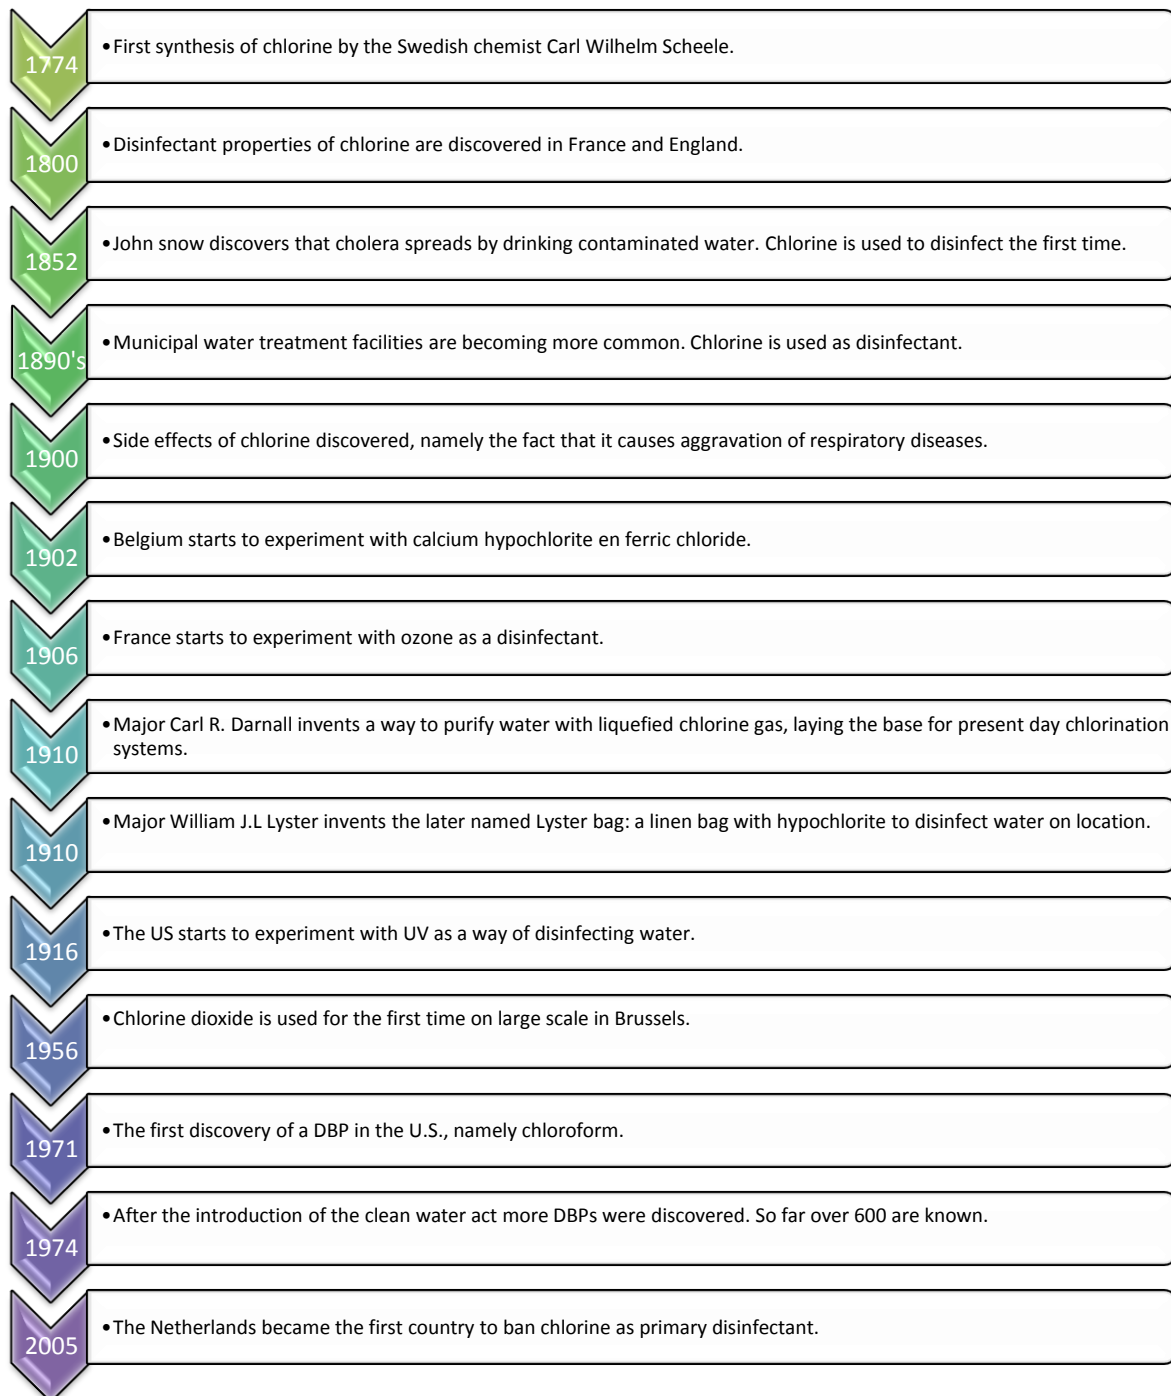 1774
•First synthesis of chlorine by the Swedish chemist Carl Wilhelm Scheele.
1800
•Disinfectant properties of chlorine are discovered in France and England.
1852
•John snow discovers that cholera spreads by drinking contaminated water. Chlorine is used to disinfect the first time.
1890's
•Municipal water treatment facilities are becoming more common. Chlorine is used as disinfectant.
1900
•Side effects of chlorine discovered, namely the fact that it causes aggravation of respiratory diseases.
1902
•Belgium starts to experiment with calcium hypochlorite en ferric chloride.
1906
•France starts to experiment with ozone as a disinfectant.
1910
•Major Carl R. Darnall invents a way to purify water with liquefied chlorine gas, laying the base for present day chlorination
systems.
1910
•Major William J.L Lyster invents the later named Lyster bag: a linen bag with hypochlorite to disinfect water on location.
1916
•The US starts to experiment with UV as a way of disinfecting water.
1956
•Chlorine dioxide is used for the first time on large scale in Brussels.
1971
•The first discovery of a DBP in the U.S., namely chloroform.
1974
•After the introduction of the clean water act more DBPs were discovered. So far over 600 are known.
2005
•The Netherlands became the first country to ban chlorine as primary disinfectant.